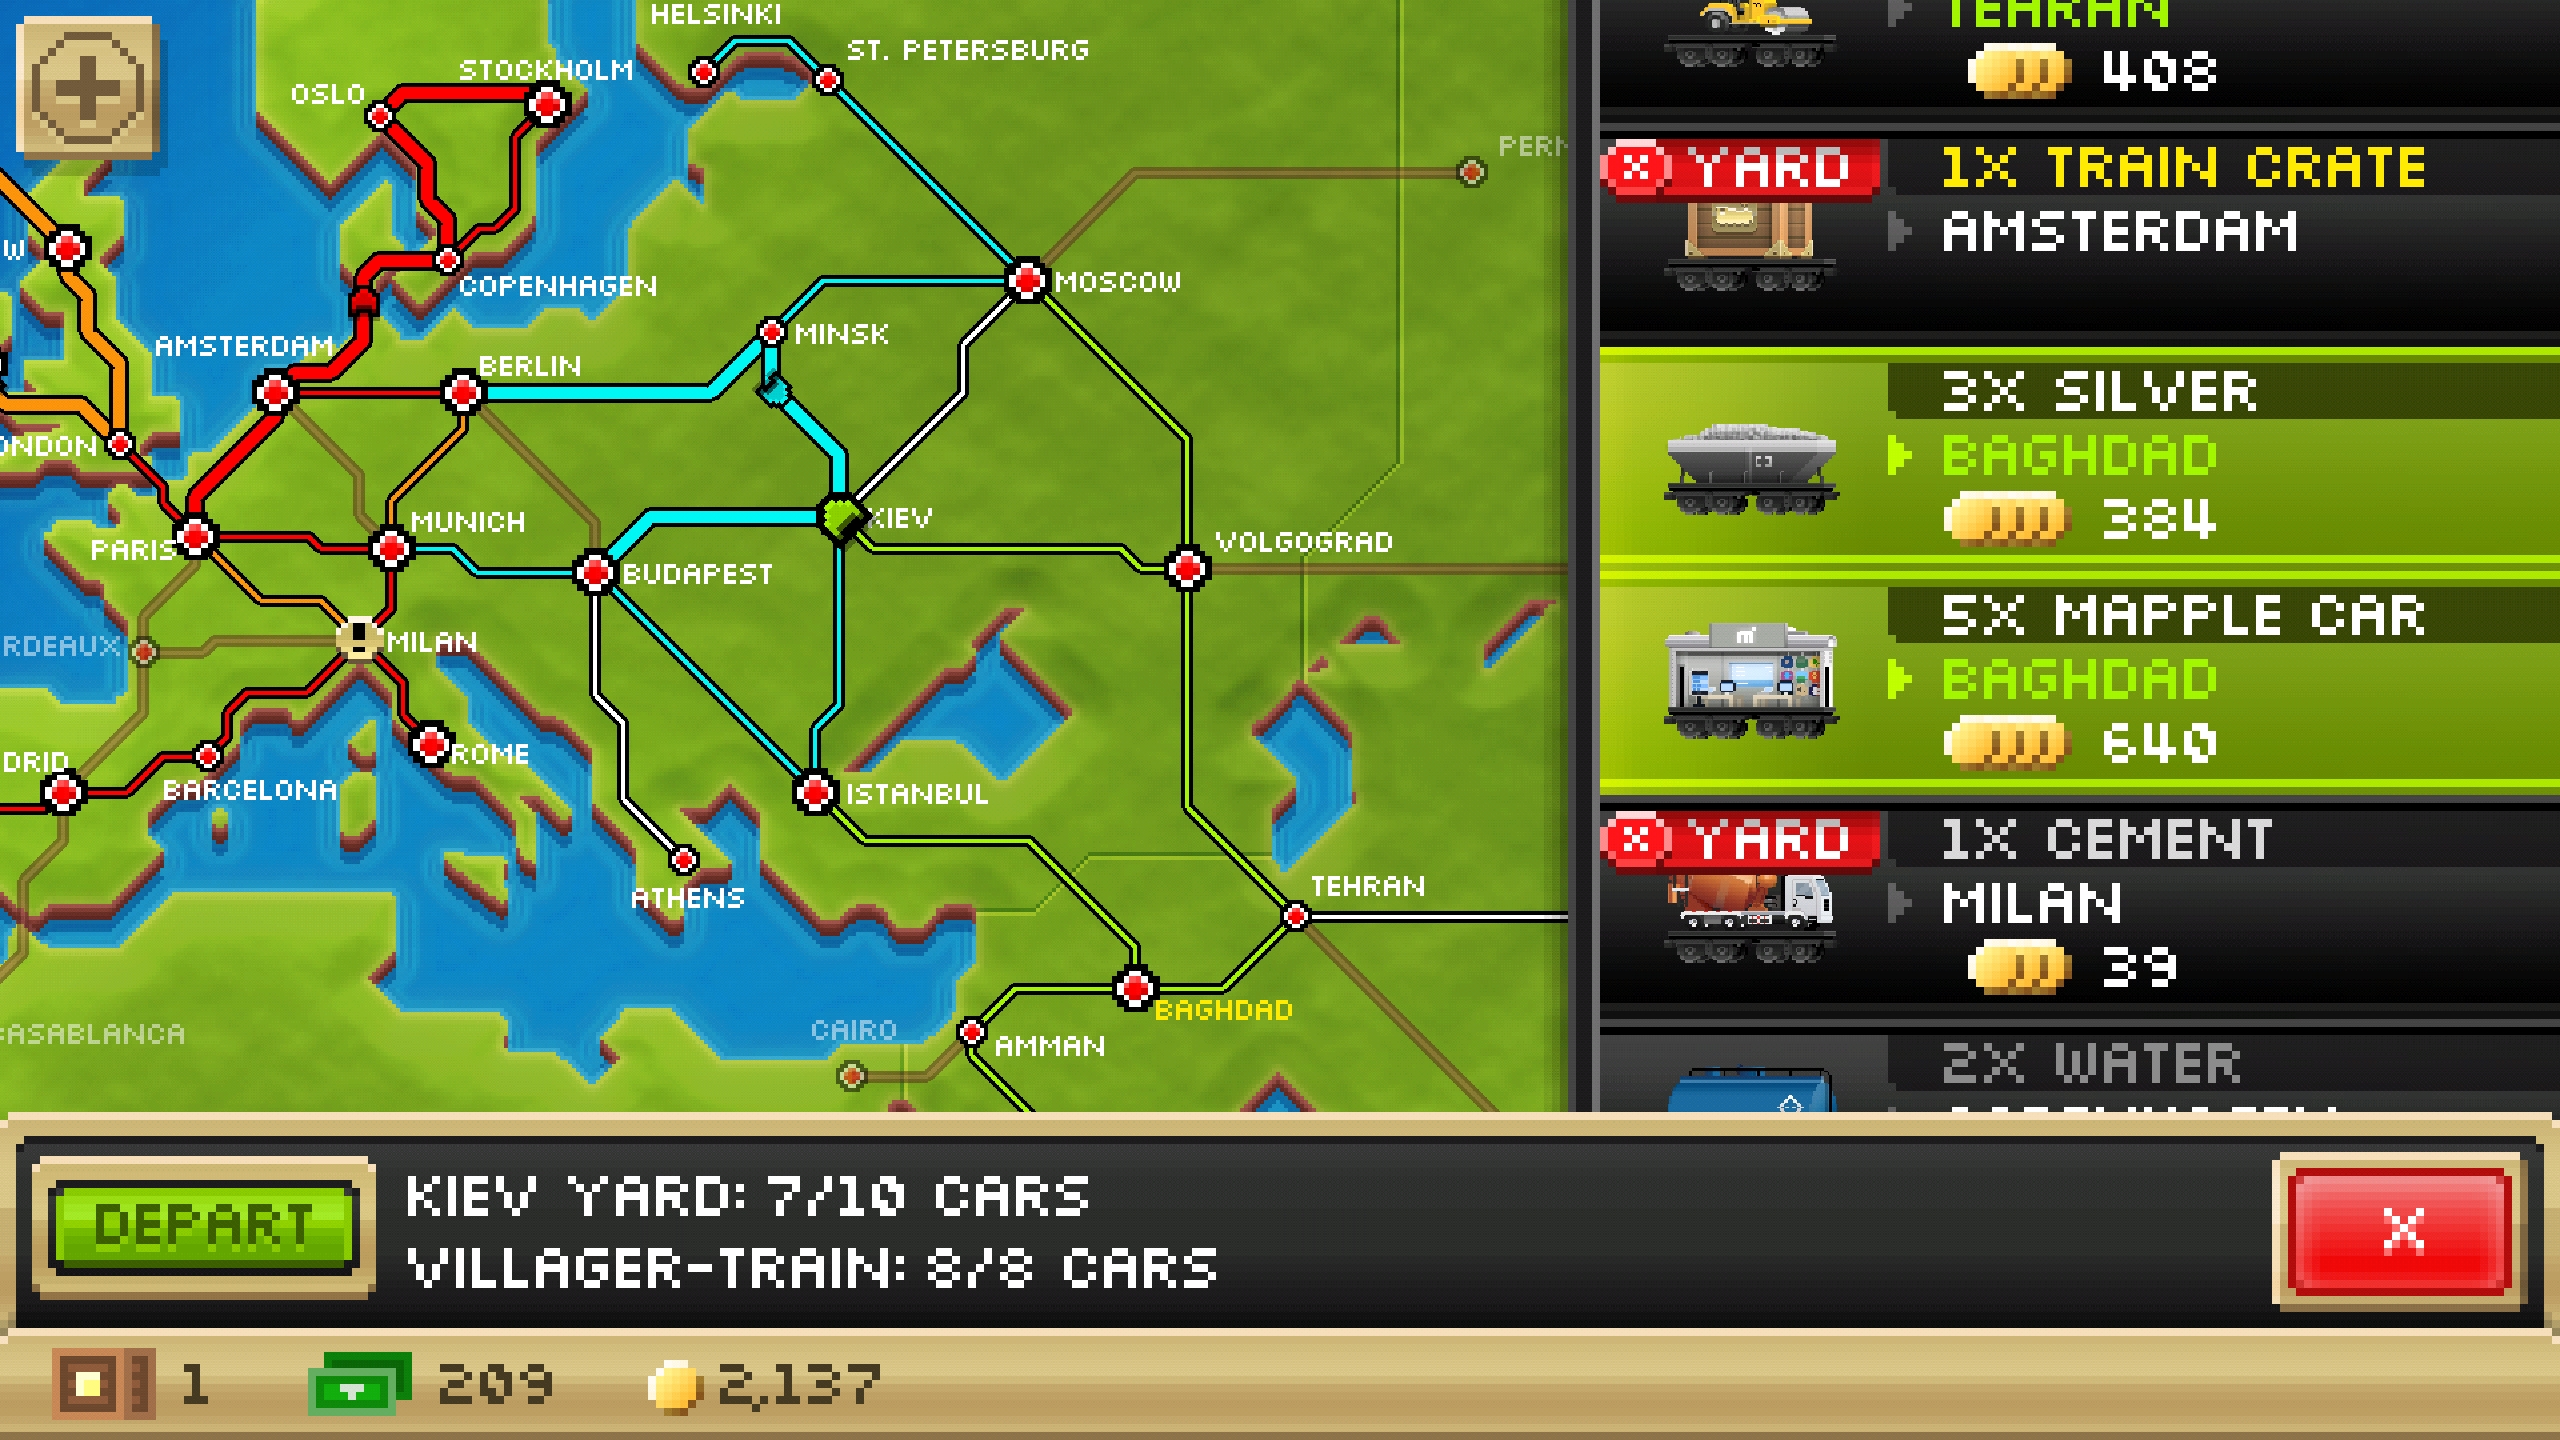 HELSINKI
ST. PETERSBURG
STOCKHOLM
OSLO
W
COPENHAGEN
MOSCOW
MINSK
AMSTERDAM
BERLIN
ONDON
MUNICH
KIEV
PARIS
BUDAPEST
VOLGOGRAD
RDEAUX
MILAN
DRID
ROME
BARCELONA
ISTANBUL
ATHENS
TEHRAN
BAGHDAD
CASABLANCA
CAIRO
AMMAN
TEHRAN
408
YARD
1X TRAIN CRATE
AMSTERDAM
3X SILVER
BAGHDAD
384
5X MAPPLE CAR
BAGHDAD
640
YARD
1X CEMENT
MILAN
39
2X WATER
DEPART
KIEV YARD: 7/10 CARS
VILLAGER-TRAIN: 8/8 CARS
X
1
209
2,137